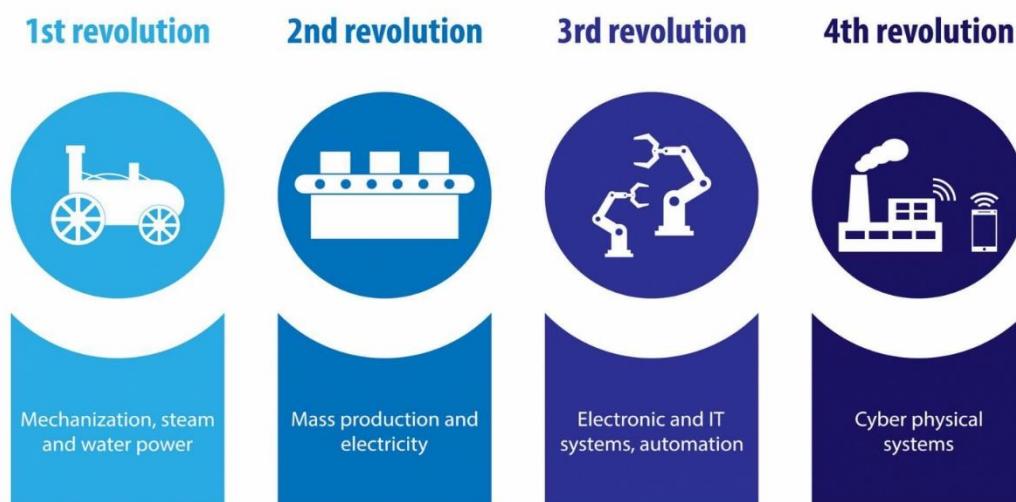 1st revolution
2nd revolution
3rd revolution
4th revolution
Mechanization, steam
and water power
Mass production and
electricity
Electronic and IT
systems, automation
Cyber physical
systems